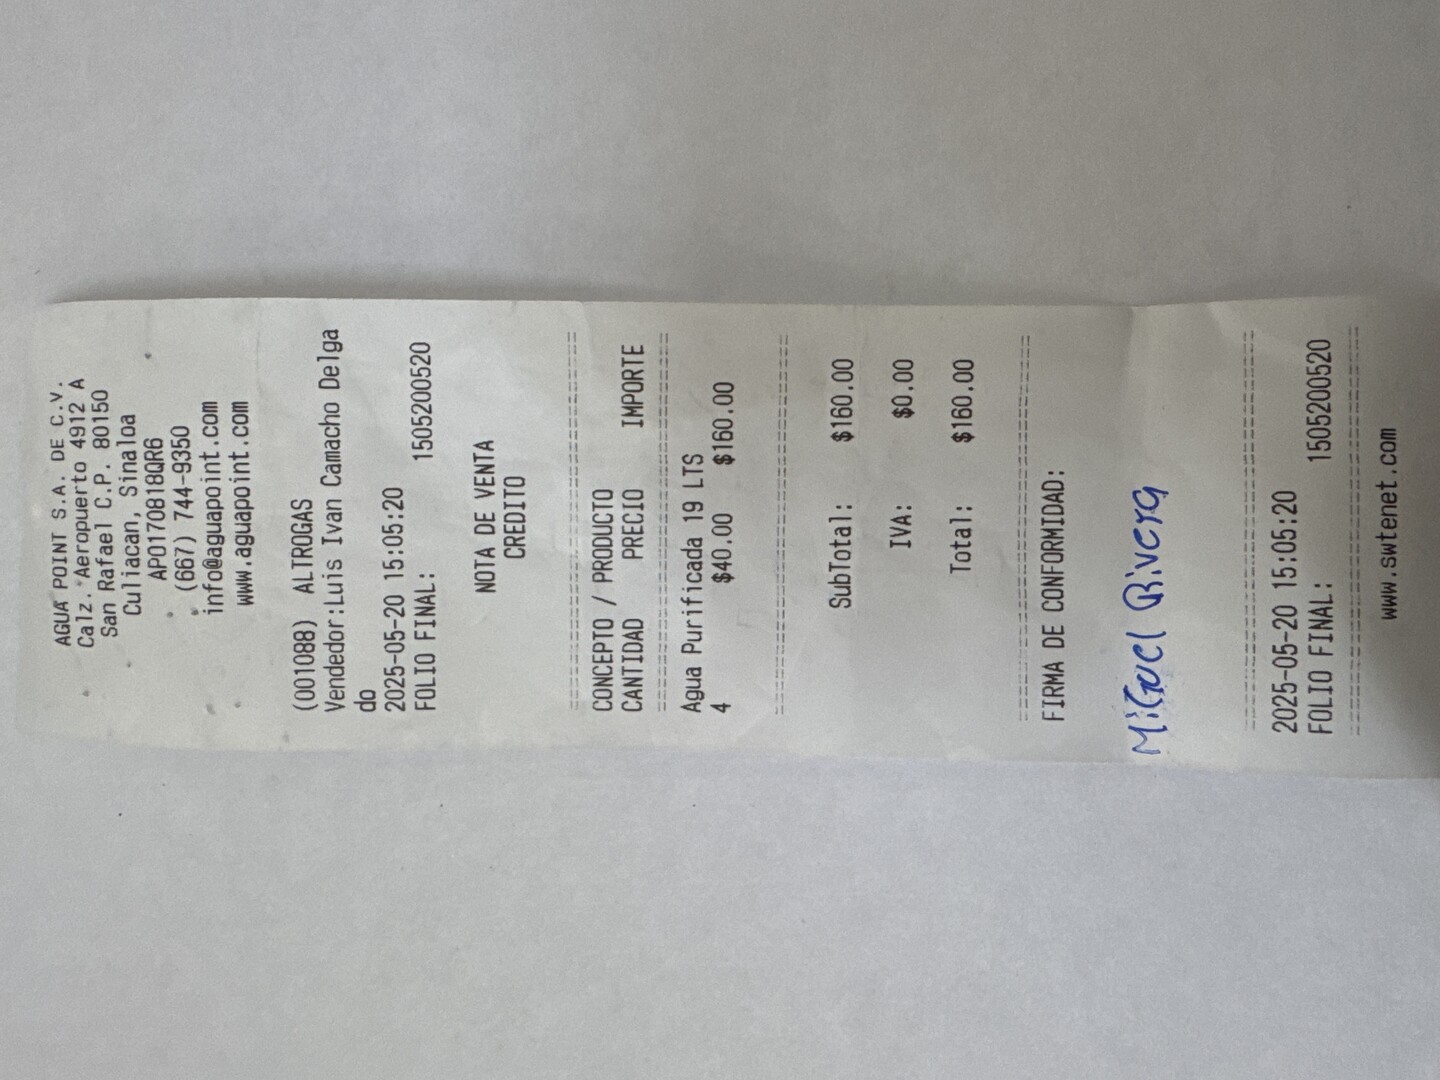 AGUA POINT S.A. DE C.V.
Calz. Aeropuerto 4912 A
San Rafael C.P. 80150
Culiacan, Sinaloa
APO170818QR6
(667) 744-9350
info@aguapoint.com
www.aguapoint.com
(001088) ALTROGAS
Vendedor:Luis Ivan Camacho Delga
do
2025-05-20 15:05:20
FOLIO FINAL: 1505200520
NOTA DE VENTA
CREDITO
CONCEPTO / PRODUCTO
CANTIDAD PRECIO IMPORTE
Agua Purificada 19 LTS
4 $40.00 $160.00
SubTotal: $160.00
IVA: $0.00
Total: $160.00
FIRMA DE CONFORMIDAD:
Miguel Rivera
2025-05-20 15:05:20
FOLIO FINAL: 1505200520
www.swtenet.com